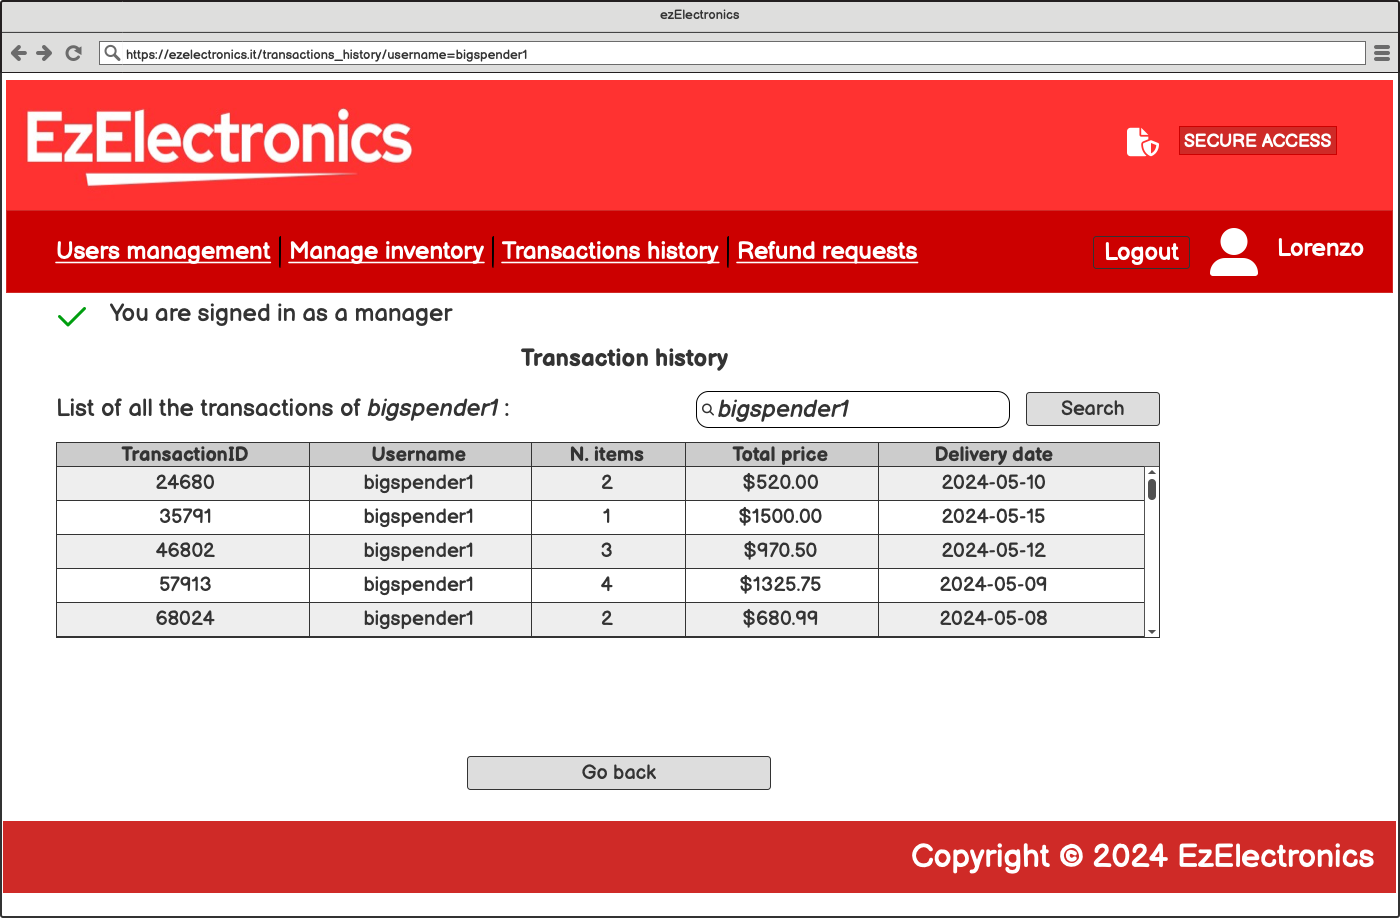 ezElectronics
https://ezelectronics.it/transactions_history/username=bigspender1
EzElectronics
SECURE ACCESS
Users management Manage inventory Transactions history Refund requests Logout Lorenzo
You are signed in as a manager
Transaction history
List of all the transactions of bigspender1 : bigspender1 Search
TransactionID Username N. items Total price Delivery date
24680 bigspender1 2 $520.00 2024-05-10
35791 bigspender1 1 $1500.00 2024-05-15
46802 bigspender1 3 $970.50 2024-05-12
57913 bigspender1 4 $1325.75 2024-05-09
68024 bigspender1 2 $680.99 2024-05-08
Go back
Copyright © 2024 EzElectronics